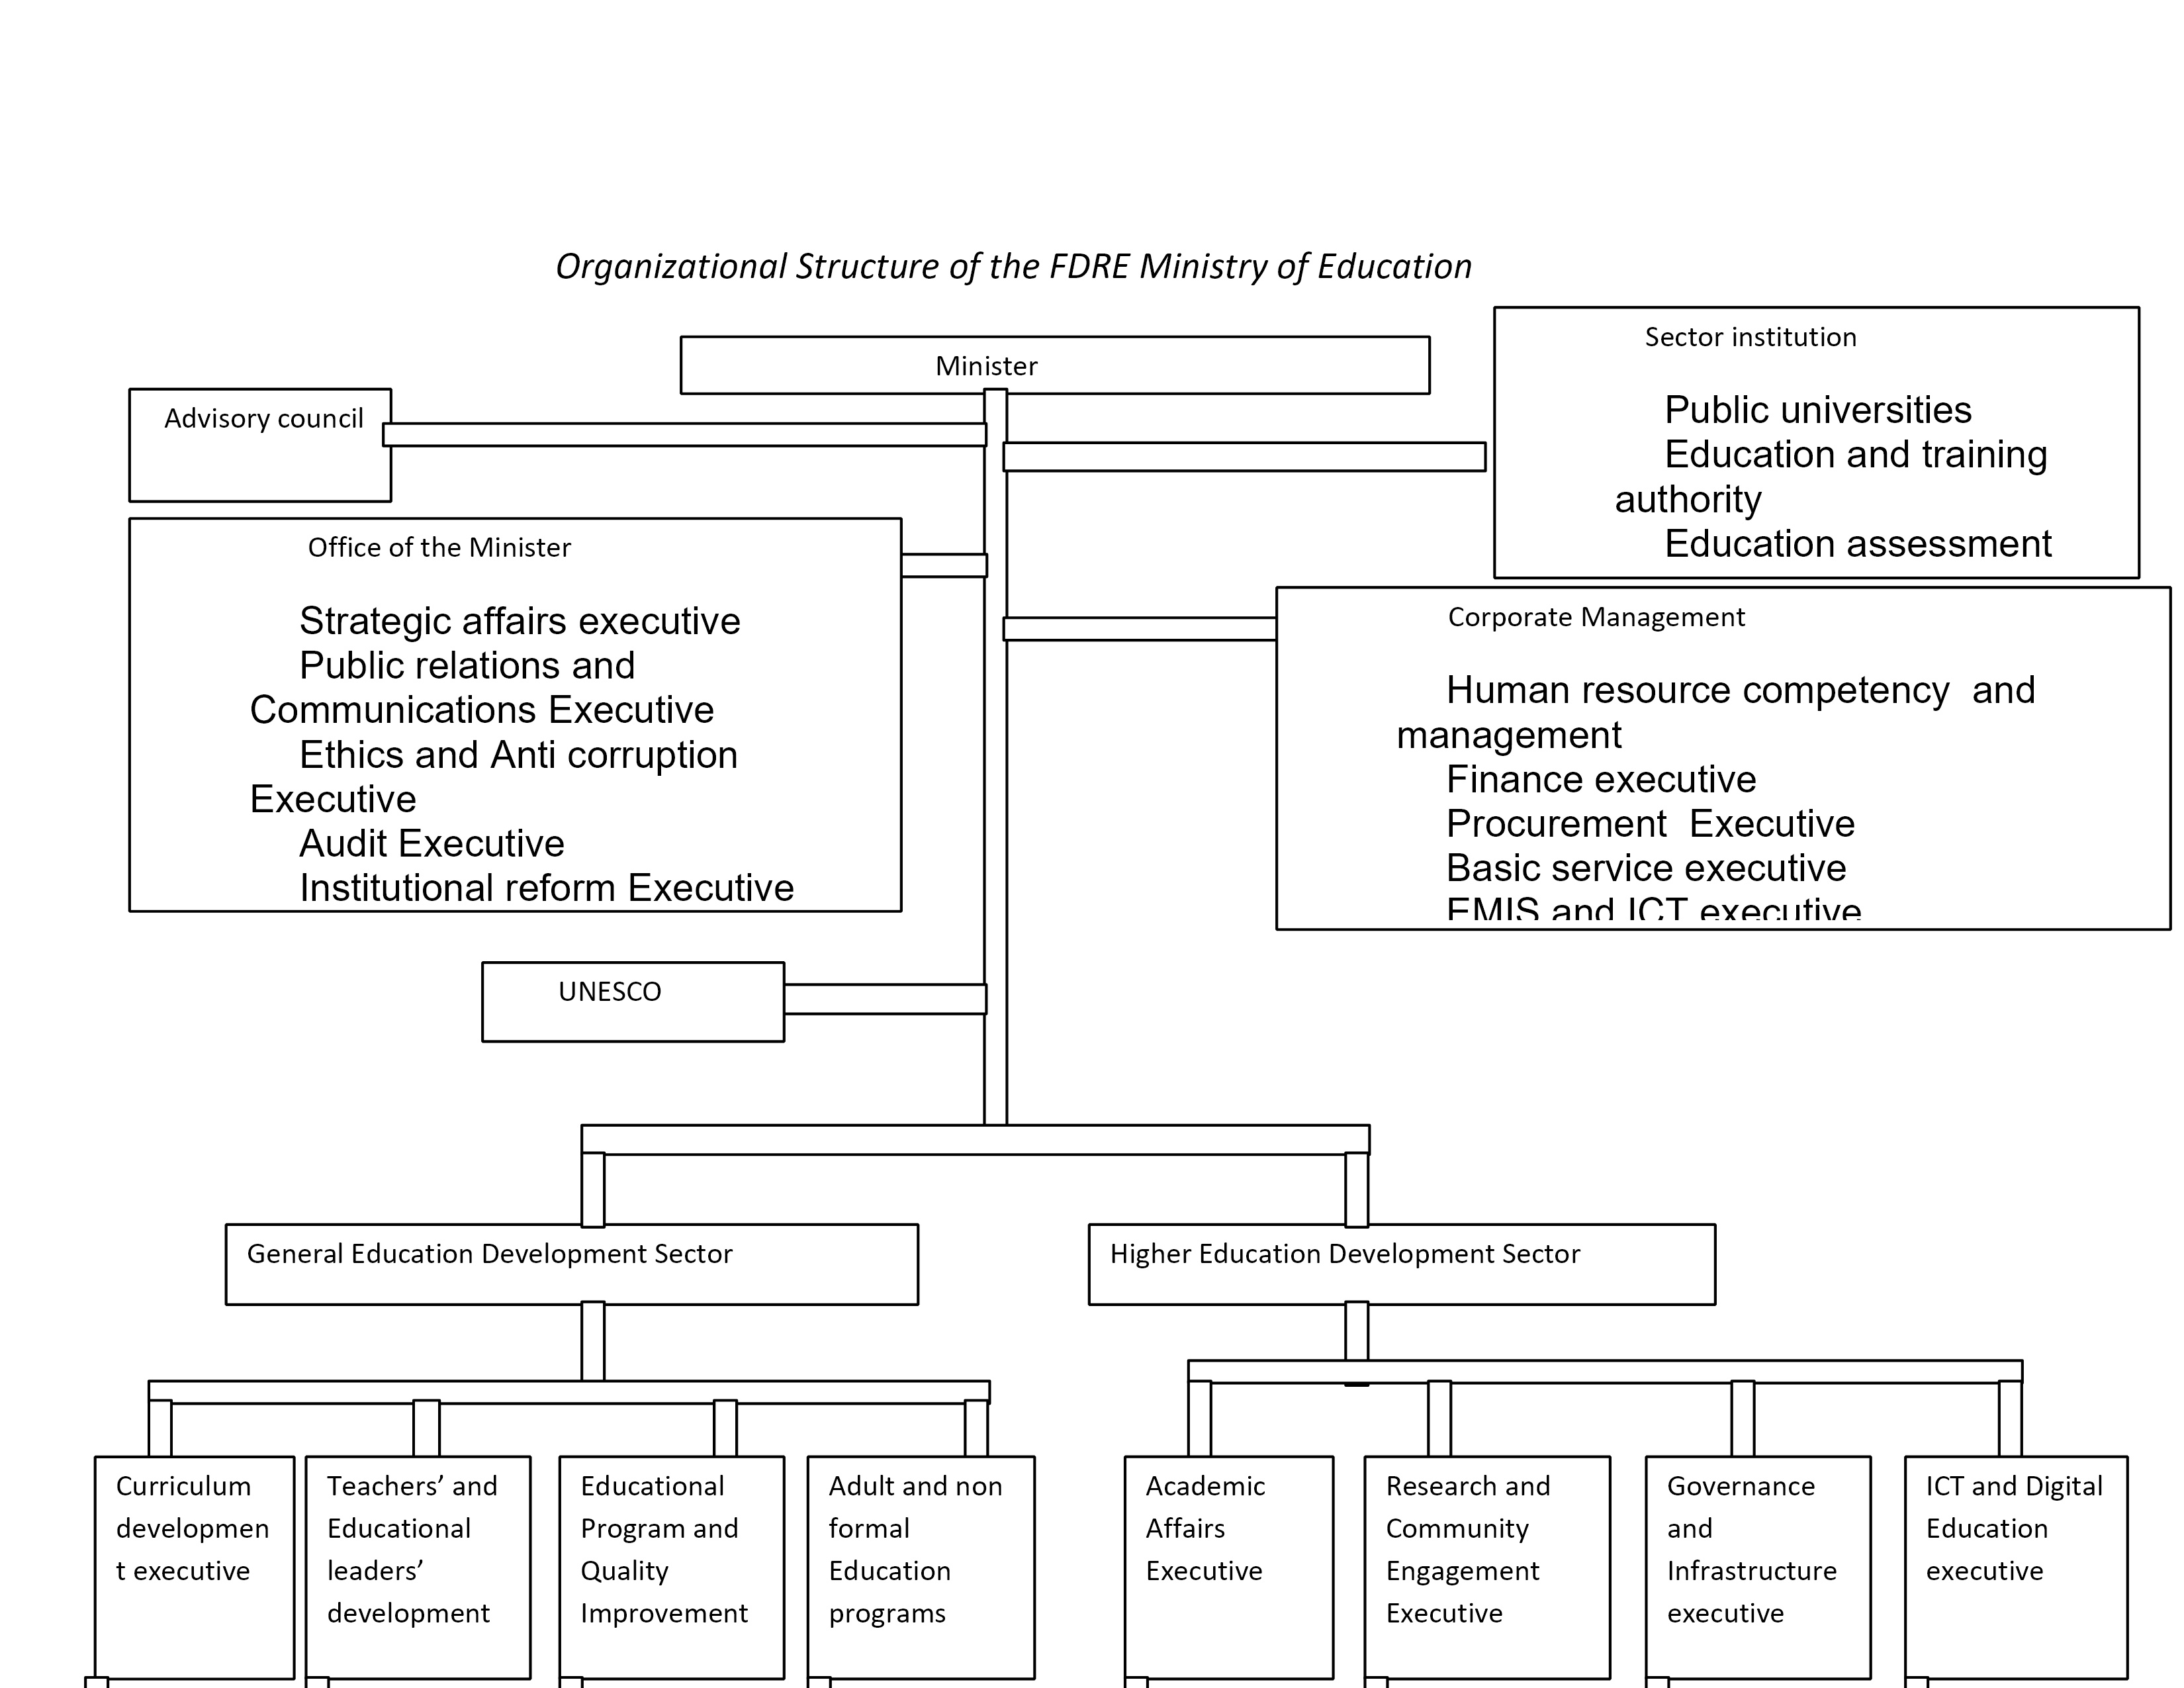 Organizational Structure of the FDRE Ministry of Education
Minister
Advisory council
Sector institution
Public universities
Education and training
authority
Education assessment
Office of the Minister
Strategic affairs executive
Public relations and
Communications Executive
Ethics and Anti corruption
Executive
Audit Executive
Institutional reform Executive
Corporate Management
Human resource competency  and
management
Finance executive
Procurement  Executive
Basic service executive
EMIS and ICT executive
UNESCO
General Education Development Sector
Higher Education Development Sector
Curriculum
developmen
t executive
Teachers’ and
Educational
leaders’
development
Educational
Program and
Quality
Improvement
Adult and non
formal
Education
programs
Academic
Affairs
Executive
Research and
Community
Engagement
Executive
Governance
and
Infrastructure
executive
ICT and Digital
Education
executive